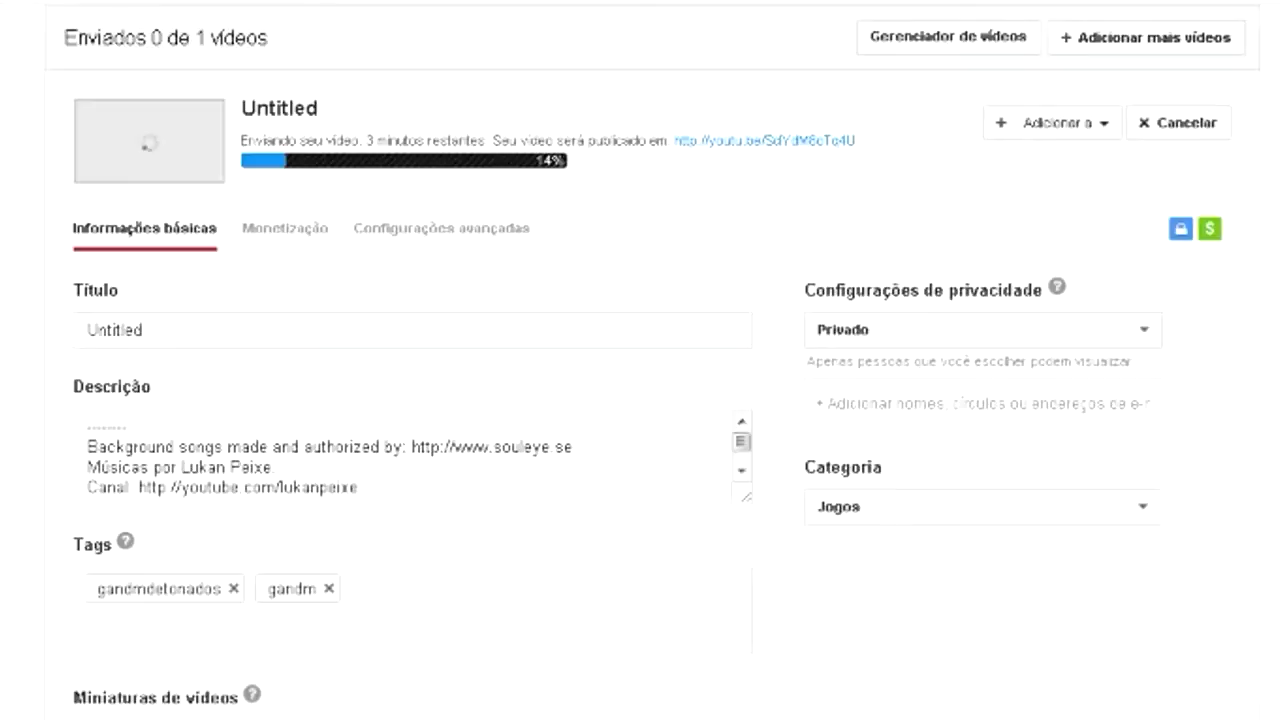 Enviados 0 de 1 vídeos
Gerenciador de vídeos
+ Adicionar mais vídeos
Untitled
Enviando seu vídeo. 3 minutos restantes. Seu vídeo será publicado em:
14%
+ Adicionar a
× Cancelar
Informações básicas
Monetização
Configurações avançadas
$
Título
Untitled
Configurações de privacidade ?
Privado
Apenas pessoas que você escolher podem visualizar
Descrição
+ Adicionar nomes, círculos ou endereços de e-r
--------
Background songs made and authorized by: http://www.souleye.se
Músicas por Lukan Peixe.
Canal: http://youtube.com/lukanpeixe
Categoria
Jogos
Tags ?
gandmdetonados ×
gandm ×
Miniaturas de vídeos ?